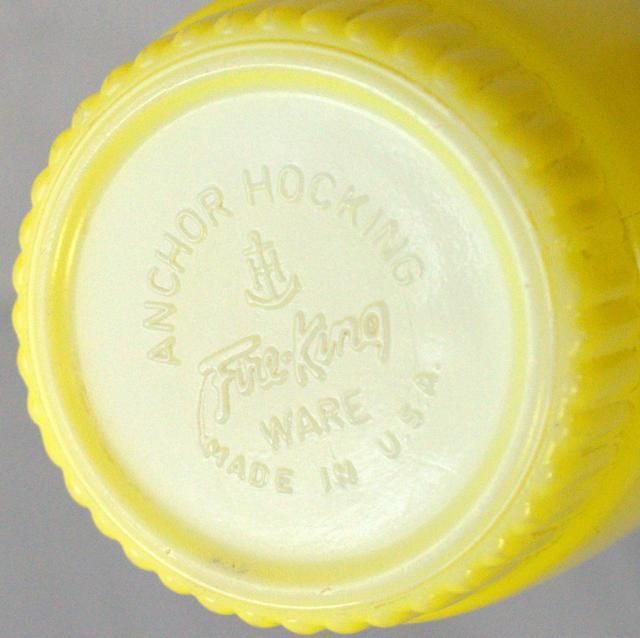 ANCHOR HOCKING
H
Fire-King
WARE
MADE IN U.S.A.